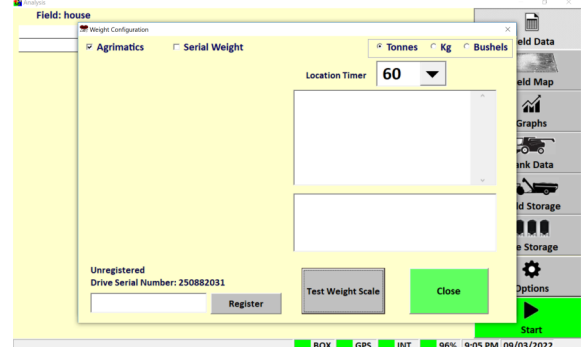 Analysis
Field: house
Weight Configuration
Agrimatics
Serial Weight
Tonnes
Kg
Bushels
Location Timer
60
Unregistered
Drive Serial Number: 250882031
Register
Test Weight Scale
Close
eld Data
eld Map
Graphs
ank Data
ld Storage
e Storage
Options
Start
BOX GPS INT 96% 9:05 PM 09/03/2022